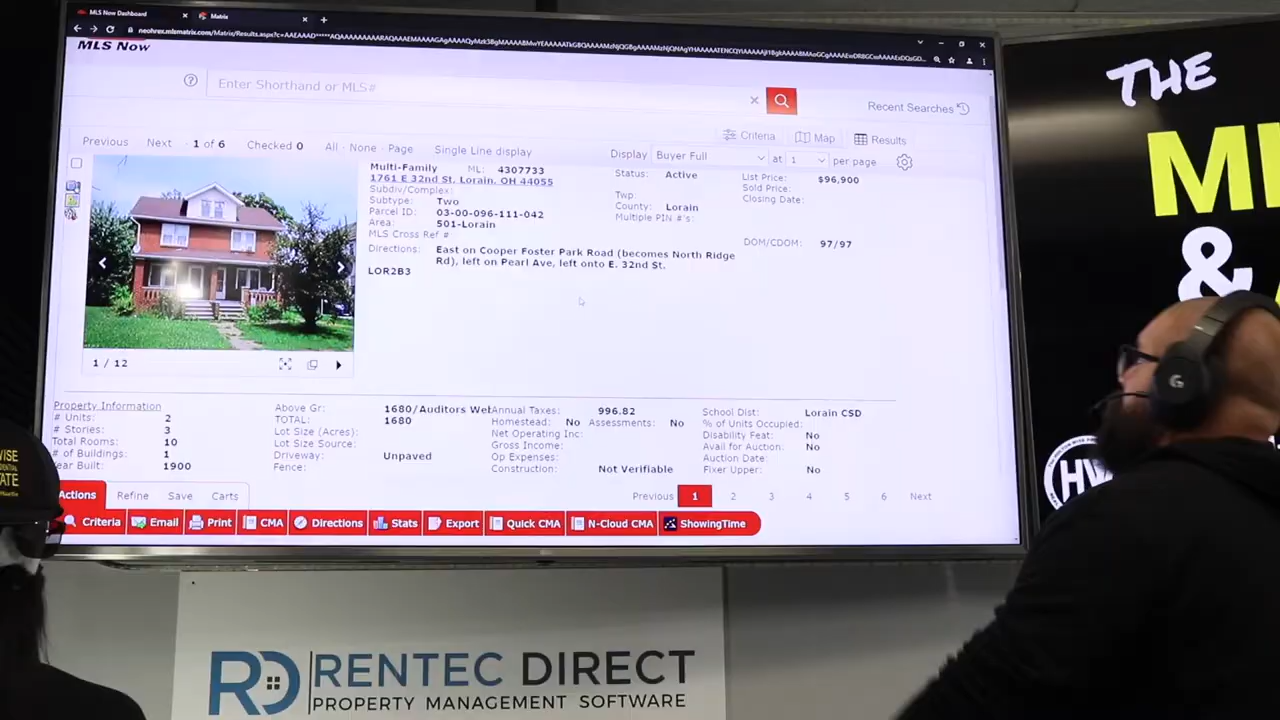 MLS Now Dashboard
Matrix
MLS Now
Enter Shorthand or MLS#
Recent Searches
Criteria
Map
Results
Previous Next · 1 of 6 Checked 0 All · None · Page Single Line display
Display Buyer Full at 1 per page
Multi-Family ML: 4307733
1761 E 32nd St, Lorain, OH 44055
Subdiv/Complex:
Subtype: Two
Parcel ID: 03-00-096-111-042
Area: 501-Lorain
MLS Cross Ref #
Directions: East on Cooper Foster Park Road (becomes North Ridge
Rd), left on Pearl Ave, left onto E. 32nd St.
LOR2B3
Status: Active
Twp:
County: Lorain
Multiple PIN #'s:
List Price: $96,900
Sold Price:
Closing Date:
DOM/CDOM: 97/97
1 / 12
Property Information
# Units: 2
# Stories: 3
Total Rooms: 10
# of Buildings: 1
ear Built: 1900
Above Gr: 1680/Auditors We
TOTAL: 1680
Lot Size (Acres):
Lot Size Source:
Driveway: Unpaved
Fence:
Annual Taxes: 996.82
Homestead: No Assessments: No
Net Operating Inc:
Gross Income:
Op Expenses:
Construction: Not Verifiable
School Dist: Lorain CSD
% of Units Occupied:
Disability Feat: No
Avail for Auction: No
Auction Date:
Fixer Upper: No
Actions Refine Save Carts
Previous 1 2 3 4 5 6 Next
Criteria Email Print CMA Directions Stats Export Quick CMA N-Cloud CMA ShowingTime
THE
MI
&
HW
G
WISE
TATE
RD RENTEC DIRECT
PROPERTY MANAGEMENT SOFTWARE